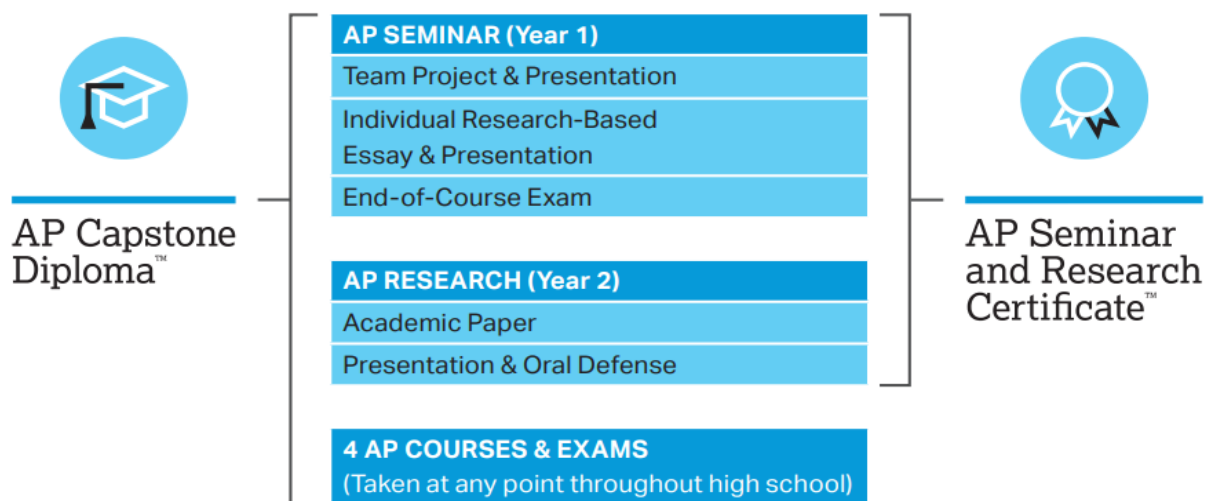 AP Capstone
Diploma™
AP SEMINAR (Year 1)
Team Project & Presentation
Individual Research-Based
Essay & Presentation
End-of-Course Exam
AP RESEARCH (Year 2)
Academic Paper
Presentation & Oral Defense
4 AP COURSES & EXAMS
(Taken at any point throughout high school)
AP Seminar
and Research
Certificate™